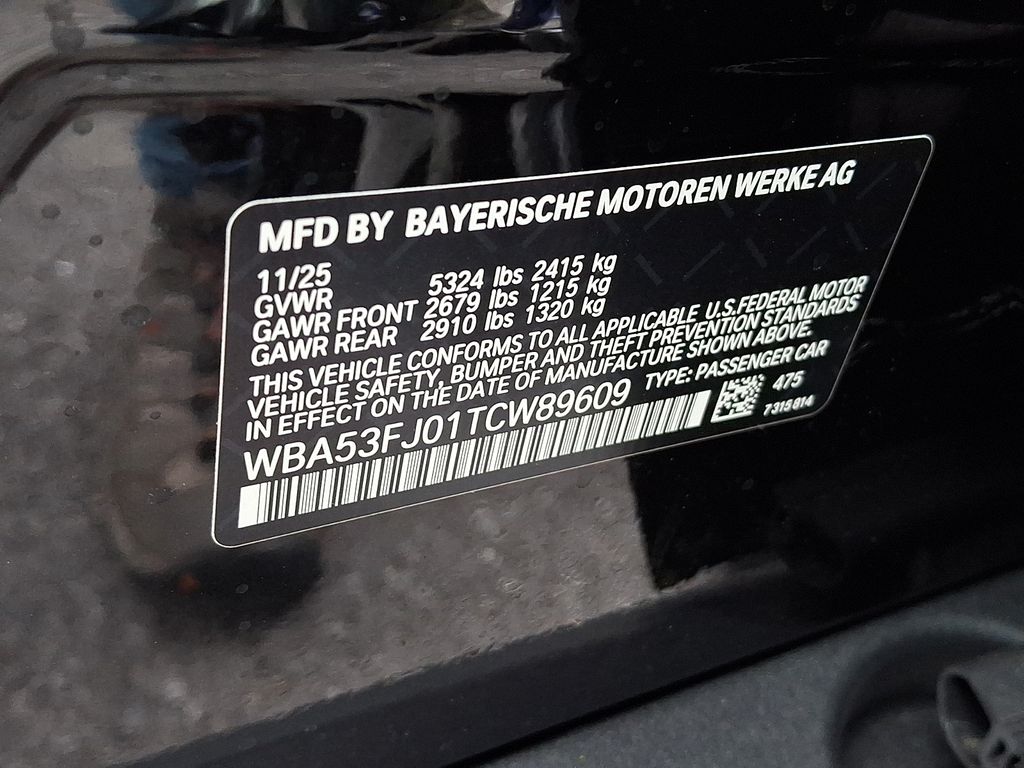 MFD BY BAYERISCHE MOTOREN WERKE AG
11/25
GVWR 5324 lbs 2415 kg
GAWR FRONT 2679 lbs 1215 kg
GAWR REAR 2910 lbs 1320 kg
THIS VEHICLE CONFORMS TO ALL APPLICABLE U.S.FEDERAL MOTOR
VEHICLE SAFETY, BUMPER AND THEFT PREVENTION STANDARDS
IN EFFECT ON THE DATE OF MANUFACTURE SHOWN ABOVE.
WBA53FJ01TCW89609 TYPE: PASSENGER CAR
475
7315814